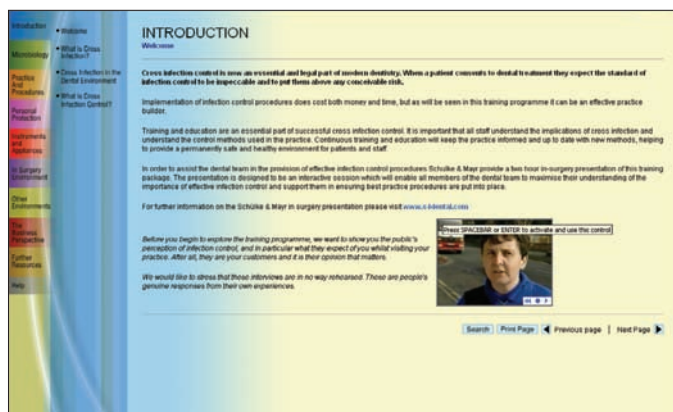 Introduction
Microbiology
Practice
And
Procedures
Personal
Protection
Instruments
and
Appliances
In Surgery
Environment
Other
Environments
The
Business
Perspective
Further
Resources
Help
• Welcome
• What is Cross
Infection?
• Cross Infection in the
Dental Environment
• What is Cross
Infection Control?
INTRODUCTION
Welcome
Cross infection control is now an essential and legal part of modern dentistry. When a patient consents to dental treatment they expect the standard of
infection control to be impeccable and to put them above any conceivable risk.
Implementation of infection control procedures does cost both money and time, but as will be seen in this training programme it can be an effective practice
builder.
Training and education are an essential part of successful cross infection control. It is important that all staff understand the implications of cross infection and
understand the control methods used in the practice. Continuous training and education will keep the practice informed and up to date with new methods, helping
to provide a permanently safe and healthy environment for patients and staff.
In order to assist the dental team in the provision of effective infection control procedures Schülke & Mayr provide a two hour in-surgery presentation of this training
package. The presentation is designed to be an interactive session which will enable all members of the dental team to maximise their understanding of the
importance of effective infection control and support them in ensuring best practice procedures are put into place.
For further information on the Schülke & Mayr in surgery presentation please visit www.s4dental.com
Before you begin to explore the training programme, we want to show you the public's
perception of infection control, and in particular what they expect of you whilst visiting your
practice. After all, they are your customers and it is their opinion that matters.
We would like to stress that these interviews are in no way rehearsed. These are people's
genuine responses from their own experiences.
Press SPACEBAR or ENTER to activate and use this control
Search | Print Page | Previous page | Next Page